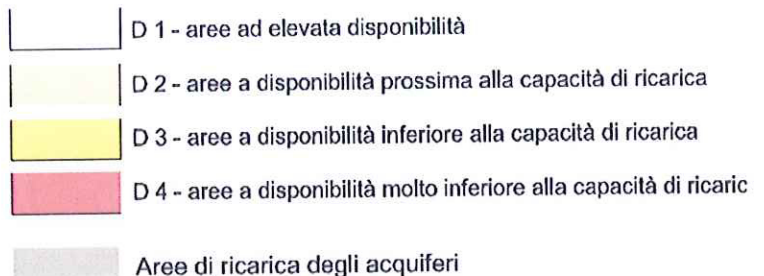 D 1 - aree ad elevata disponibilità
D 2 - aree a disponibilità prossima alla capacità di ricarica
D 3 - aree a disponibilità inferiore alla capacità di ricarica
D 4 - aree a disponibilità molto inferiore alla capacità di ricaric
Aree di ricarica degli acquiferi